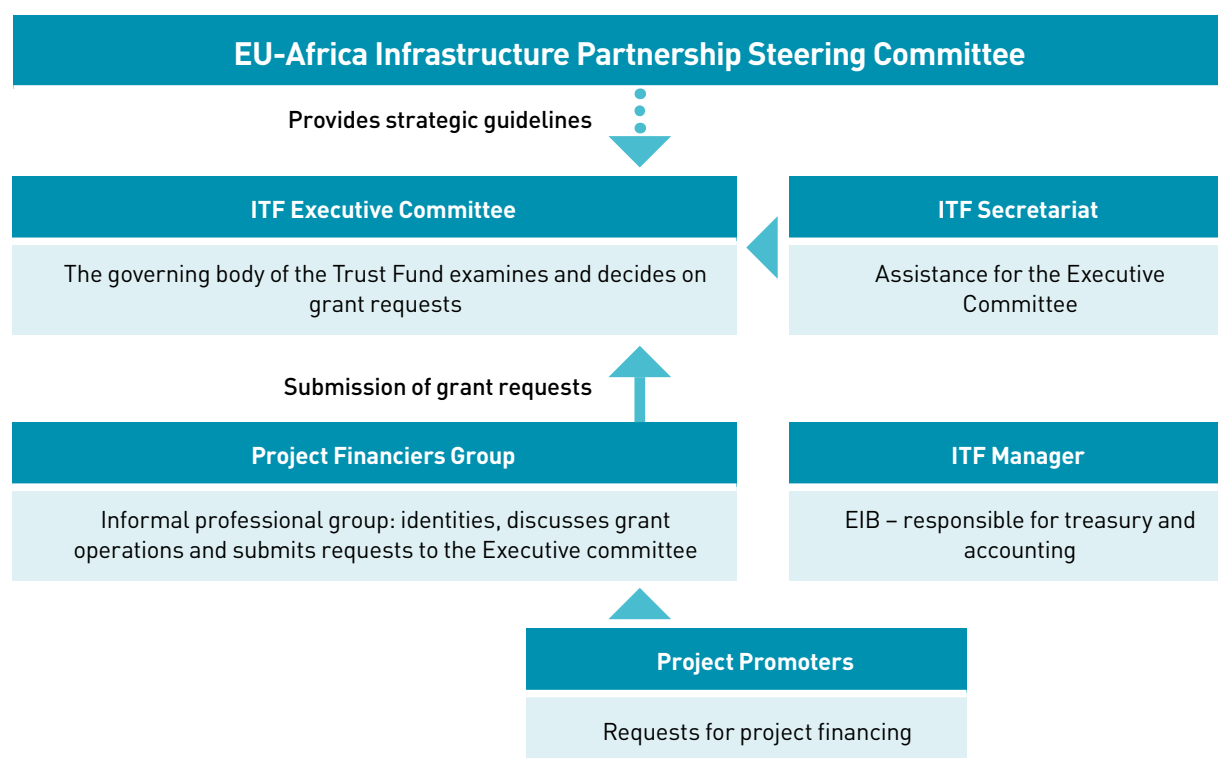 EU-Africa Infrastructure Partnership Steering Committee
Provides strategic guidelines
ITF Executive Committee
The governing body of the Trust Fund examines and decides on
grant requests
ITF Secretariat
Assistance for the Executive
Committee
Submission of grant requests
Project Financiers Group
Informal professional group: identities, discusses grant
operations and submits requests to the Executive committee
ITF Manager
EIB – responsible for treasury and
accounting
Project Promoters
Requests for project financing